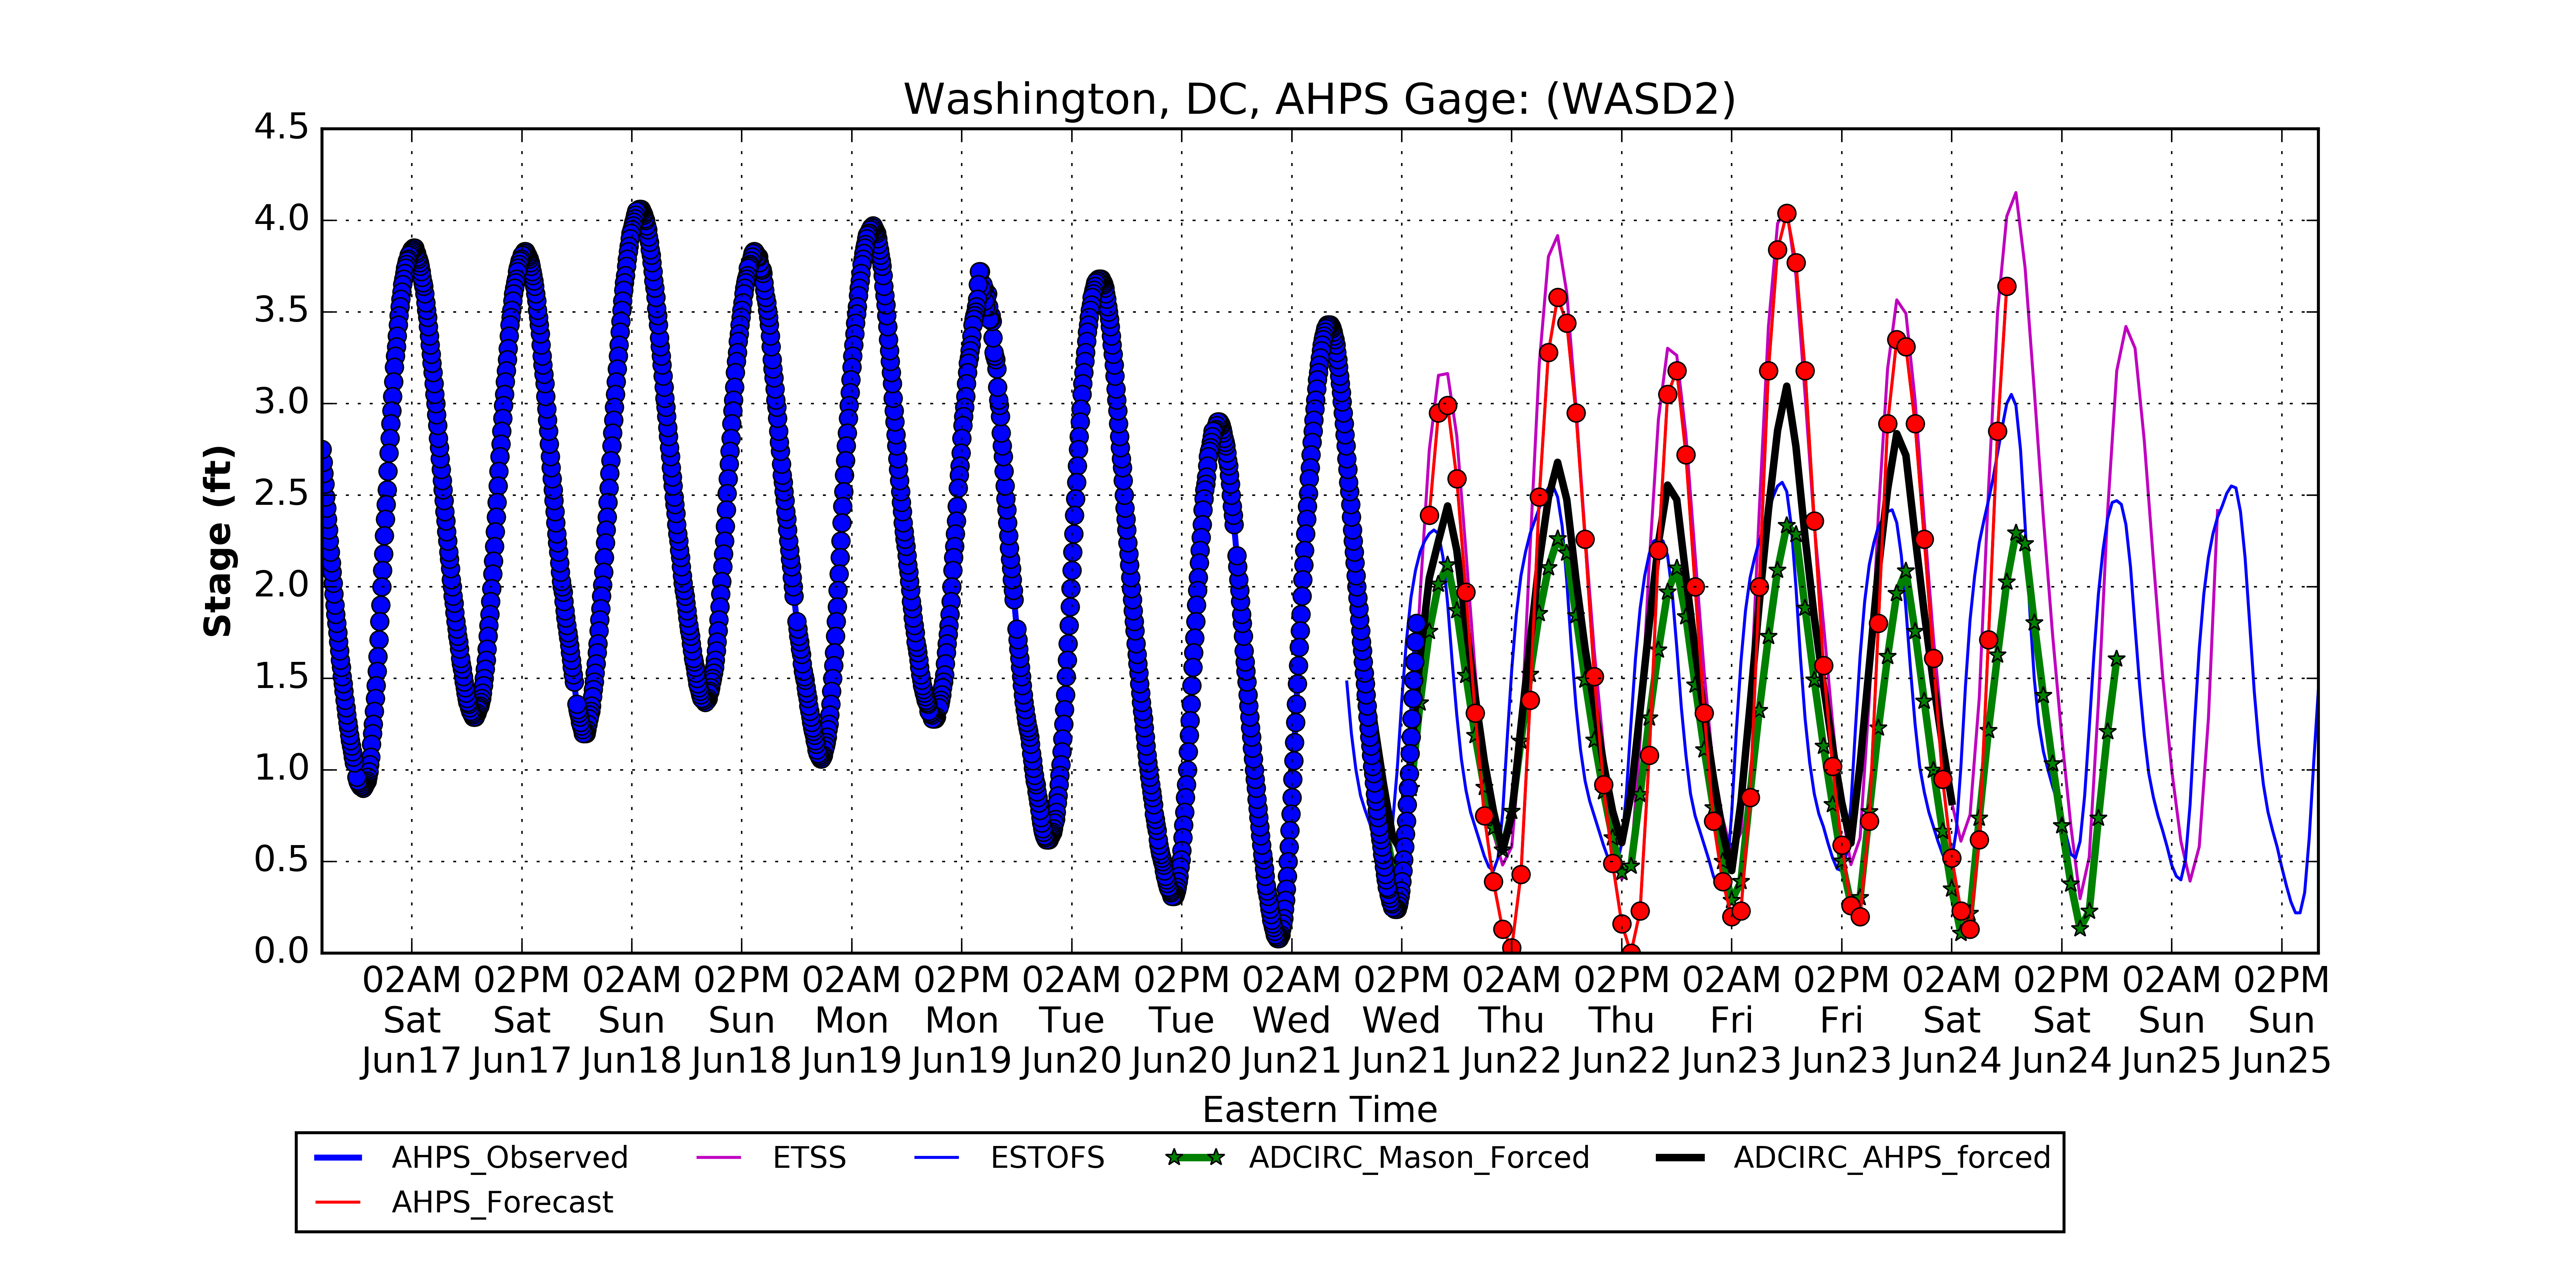 Washington, DC, AHPS Gage: (WASD2)
4.5
4.0
3.5
3.0
2.5
2.0
1.5
1.0
0.5
0.0
Stage (ft)
02AM 02PM 02AM 02PM 02AM 02PM 02AM 02PM 02AM 02PM 02AM 02PM 02AM 02PM 02AM 02PM 02AM 02PM
Sat Sat Sun Sun Mon Mon Tue Tue Wed Wed Thu Thu Fri Fri Sat Sat Sun Sun
Jun17 Jun17 Jun18 Jun18 Jun19 Jun19 Jun20 Jun20 Jun21 Jun21 Jun22 Jun22 Jun23 Jun23 Jun24 Jun24 Jun25 Jun25
Eastern Time
AHPS_Observed ETSS ESTOFS ADCIRC_Mason_Forced ADCIRC_AHPS_forced
AHPS_Forecast